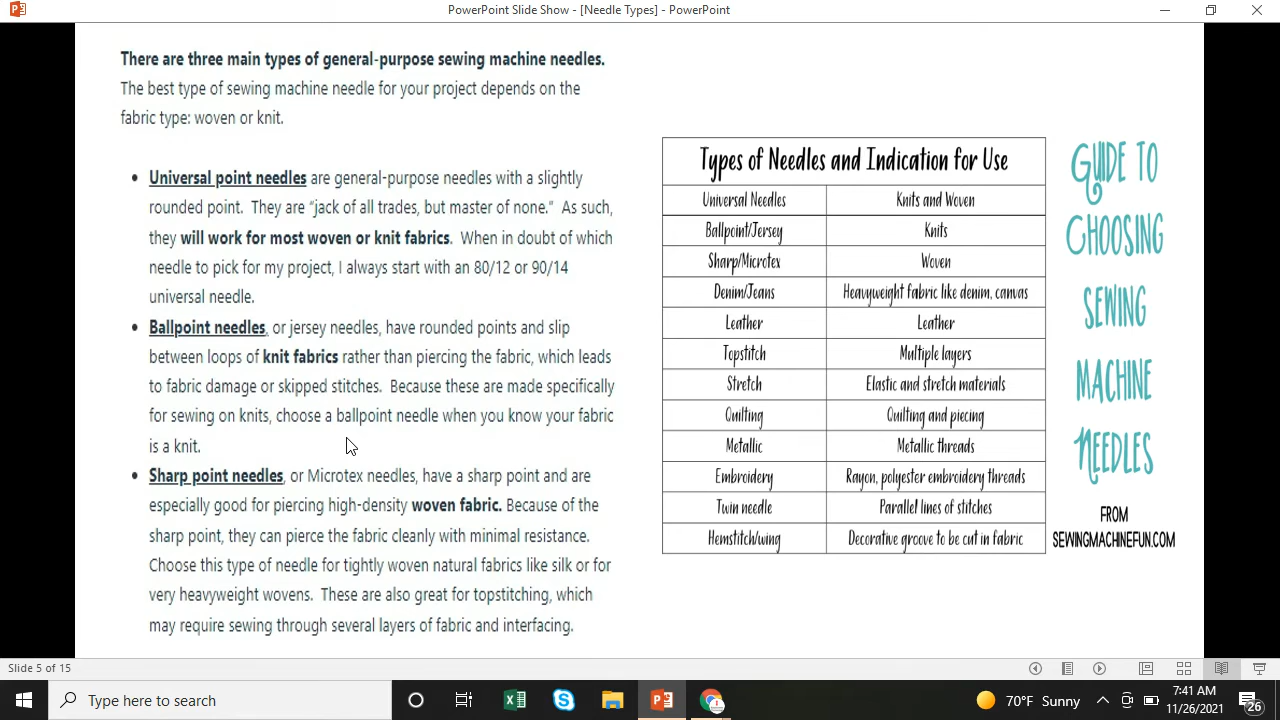 PowerPoint Slide Show - [Needle Types] - PowerPoint
There are three main types of general-purpose sewing machine needles.
The best type of sewing machine needle for your project depends on the
fabric type: woven or knit.
• Universal point needles are general-purpose needles with a slightly
rounded point. They are “jack of all trades, but master of none.” As such,
they will work for most woven or knit fabrics. When in doubt of which
needle to pick for my project, I always start with an 80/12 or 90/14
universal needle.
• Ballpoint needles, or jersey needles, have rounded points and slip
between loops of knit fabrics rather than piercing the fabric, which leads
to fabric damage or skipped stitches. Because these are made specifically
for sewing on knits, choose a ballpoint needle when you know your fabric
is a knit.
• Sharp point needles, or Microtex needles, have a sharp point and are
especially good for piercing high-density woven fabric. Because of the
sharp point, they can pierce the fabric cleanly with minimal resistance.
Choose this type of needle for tightly woven natural fabrics like silk or for
very heavyweight wovens. These are also great for topstitching, which
may require sewing through several layers of fabric and interfacing.
Types of Needles and Indication for Use
Universal Needles Knits and Woven
Ballpoint/Jersey Knits
Sharp/Microtex Woven
Denim/Jeans Heavyweight fabric like denim, canvas
Leather Leather
Topstitch Multiple layers
Stretch Elastic and stretch materials
Quilting Quilting and piecing
Metallic Metallic threads
Embroidery Rayon, polyester embroidery threads
Twin needle Parallel lines of stitches
Hemstitch/wing Decorative groove to be cut in fabric
GUIDE TO
CHOOSING
SEWING
MACHINE
NEEDLES
FROM
SEWINGMACHINEFUN.COM
Slide 5 of 15
Type here to search
70°F Sunny
7:41 AM
11/26/2021
26